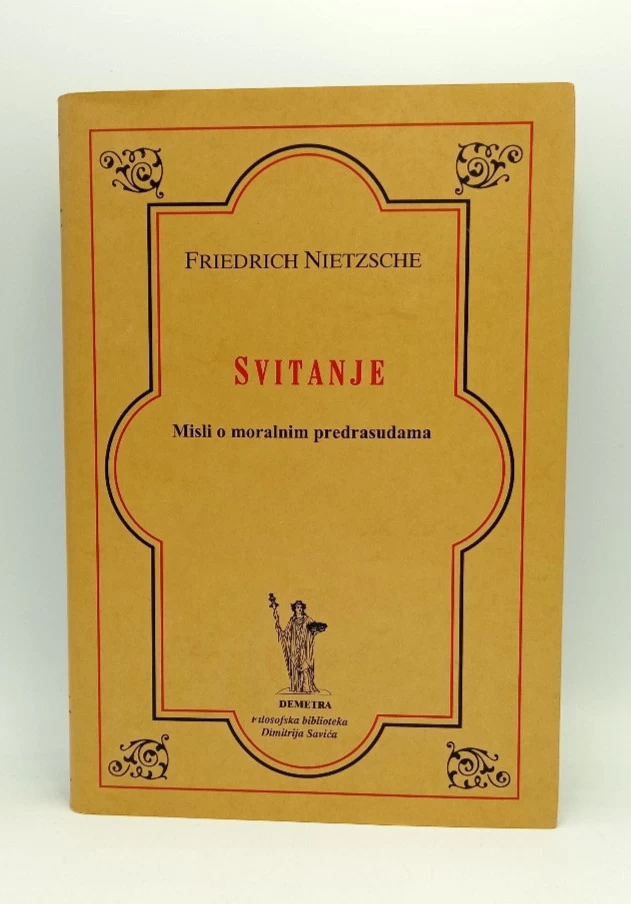 FRIEDRICH NIETZSCHE
SVITANJE
Misli o moralnim predrasudama
DEMETRA
Filosofska biblioteka
Dimitrija Savića